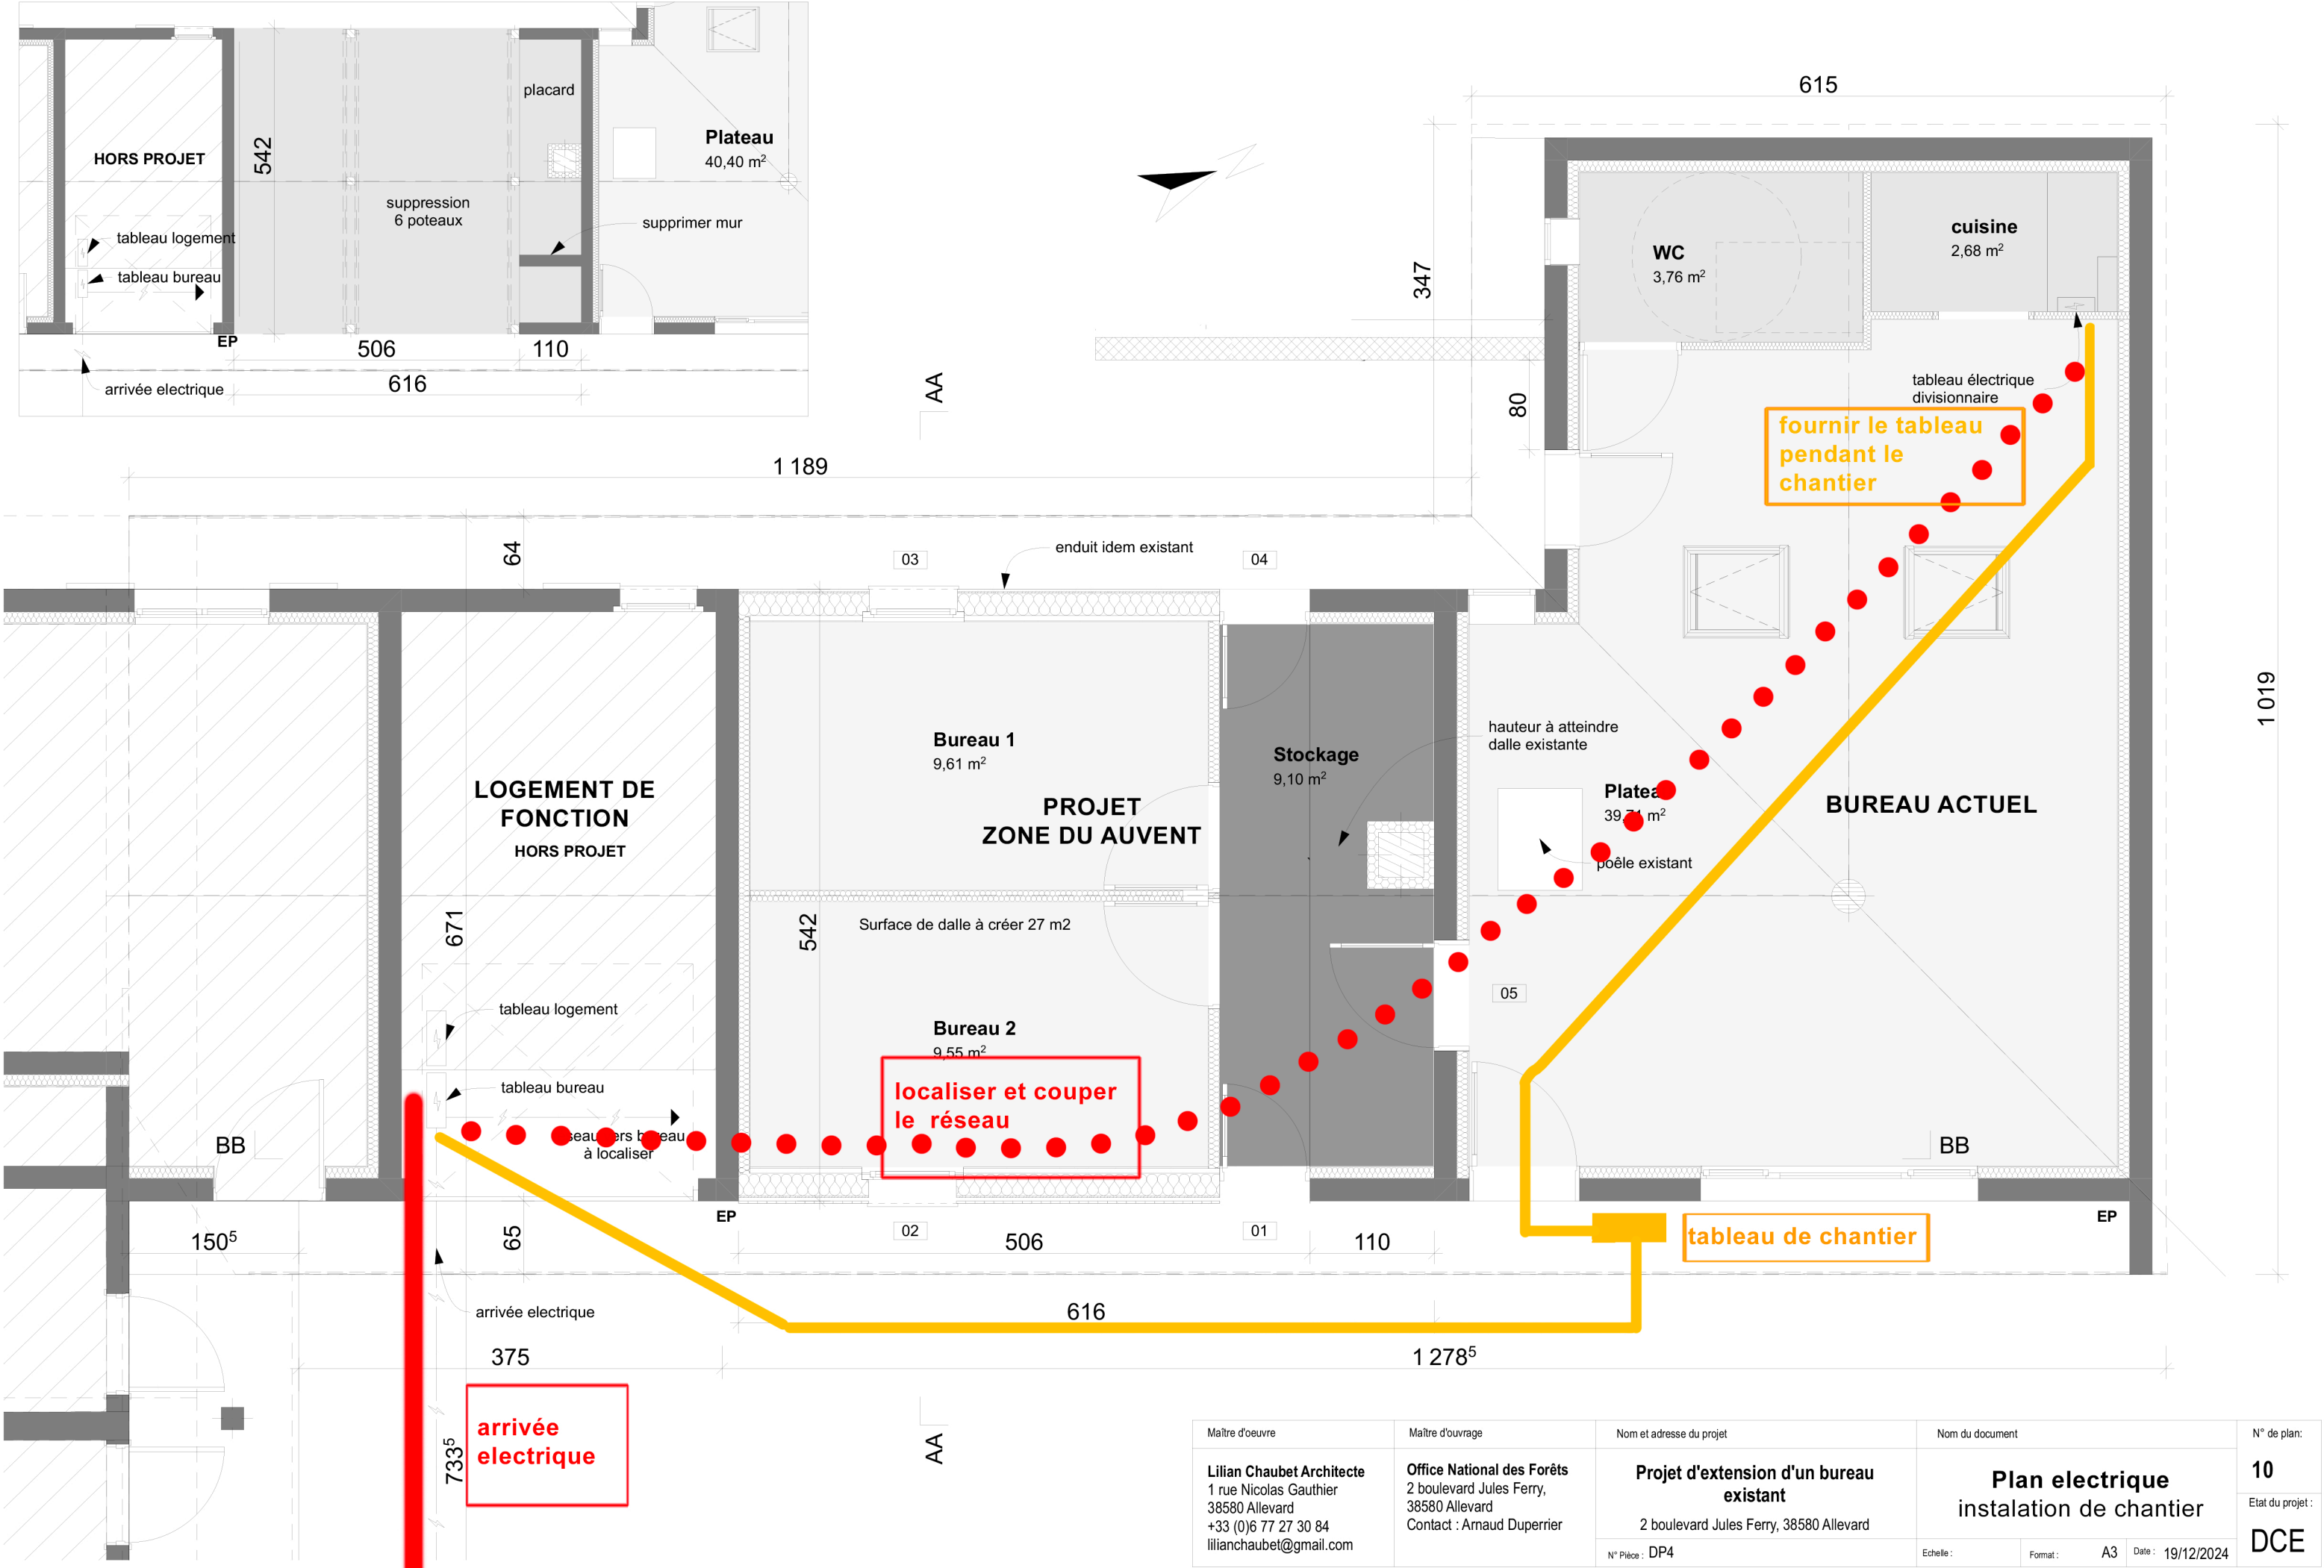 placard
Plateau
40,40 m²
HORS PROJET
542
suppression
6 poteaux
supprimer mur
tableau logement
tableau bureau
EP
506
110
arrivée electrique
616
615
347
80
WC
3,76 m²
cuisine
2,68 m²
tableau électrique
divisionnaire
fournir le tableau
pendant le
chantier
AA
1 189
64
03
enduit idem existant
04
1 019
Bureau 1
9,61 m²
Stockage
9,10 m²
hauteur à atteindre
dalle existante
LOGEMENT DE
FONCTION
HORS PROJET
PROJET
ZONE DU AUVENT
BUREAU ACTUEL
poêle existant
671
542
Surface de dalle à créer 27 m2
05
tableau logement
tableau bureau
à localiser
Bureau 2
9,55 m²
localiser et couper
le réseau
BB
BB
EP
EP
150⁵
65
02
506
01
110
tableau de chantier
arrivée electrique
616
375
1 278⁵
arrivée
electrique
733⁵
AA
Maître d'oeuvre
Lilian Chaubet Architecte
1 rue Nicolas Gauthier
38580 Allevard
+33 (0)6 77 27 30 84
lilianchaubet@gmail.com
Maître d'ouvrage
Office National des Forêts
2 boulevard Jules Ferry,
38580 Allevard
Contact : Arnaud Duperrier
Nom et adresse du projet
Projet d'extension d'un bureau
existant
2 boulevard Jules Ferry, 38580 Allevard
N° Pièce : DP4
Nom du document
Plan electrique
instalation de chantier
Echelle :
Format : A3
Date : 19/12/2024
N° de plan:
10
Etat du projet :
DCE